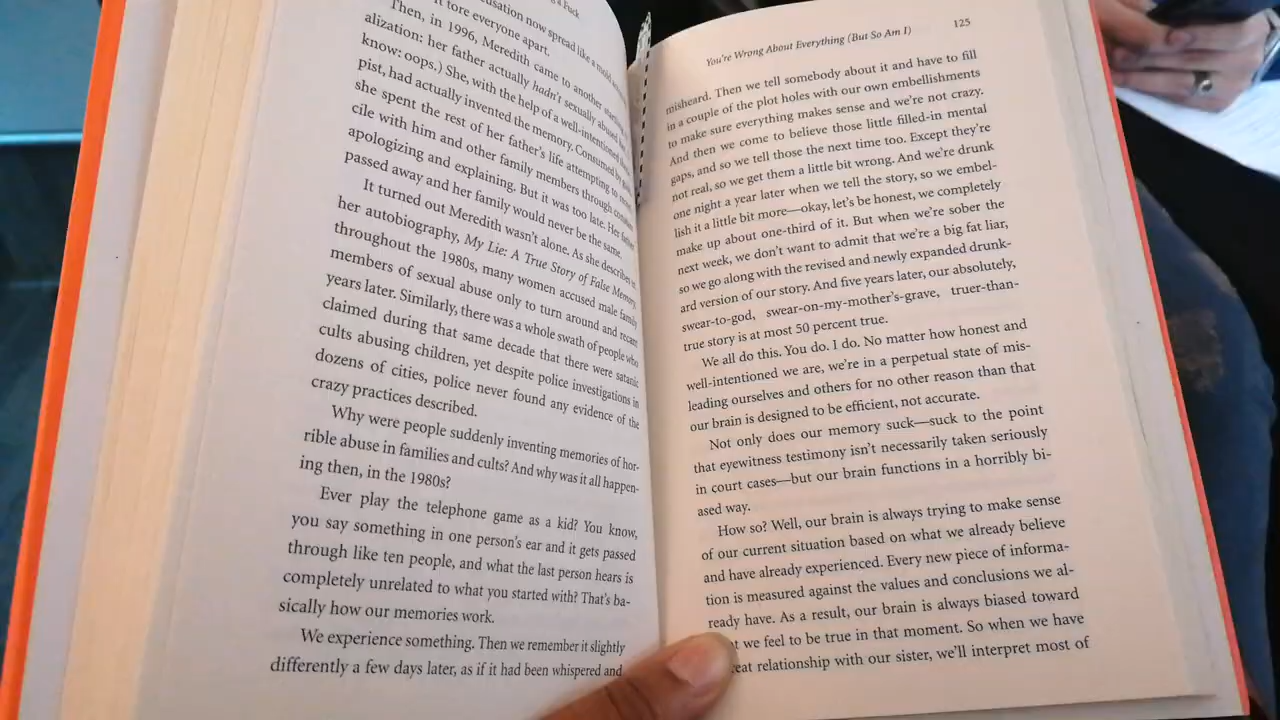 g a Fuck
usation now spread like a mold
tore everyone apart.
Then, in 1996, Meredith came to another
alization: her father actually hadn't sexually abused her
know: oops.) She, with the help of a well-intentioned
pist, had actually invented the memory. Consumed by
she spent the rest of her father's life attempting to
cile with him and other family members through
apologizing and explaining. But it was too late. Her father
passed away and her family would never be the same.
It turned out Meredith wasn't alone. As she describes in
her autobiography, My Lie: A True Story of False Memory,
throughout the 1980s, many women accused male family
members of sexual abuse only to turn around and recant
years later. Similarly, there was a whole swath of people who
claimed during that same decade that there were satanic
cults abusing children, yet despite police investigations in
dozens of cities, police never found any evidence of the
crazy practices described.
Why were people suddenly inventing memories of hor-
rible abuse in families and cults? And why was it all happen-
ing then, in the 1980s?
Ever play the telephone game as a kid? You know,
you say something in one person's ear and it gets passed
through like ten people, and what the last person hears is
completely unrelated to what you started with? That's ba-
sically how our memories work.
We experience something. Then we remember it slightly
differently a few days later, as if it had been whispered and
You're Wrong About Everything (But So Am I) 125
misheard. Then we tell somebody about it and have to fill
in a couple of the plot holes with our own embellishments
to make sure everything makes sense and we're not crazy.
And then we come to believe those little filled-in mental
gaps, and so we tell those the next time too. Except they're
not real, so we get them a little bit wrong. And we're drunk
one night a year later when we tell the story, so we embel-
lish it a little bit more—okay, let's be honest, we completely
make up about one-third of it. But when we're sober the
next week, we don't want to admit that we're a big fat liar,
so we go along with the revised and newly expanded drunk-
ard version of our story. And five years later, our absolutely,
swear-to-god, swear-on-my-mother's-grave, truer-than-
true story is at most 50 percent true.
We all do this. You do. I do. No matter how honest and
well-intentioned we are, we're in a perpetual state of mis-
leading ourselves and others for no other reason than that
our brain is designed to be efficient, not accurate.
Not only does our memory suck—suck to the point
that eyewitness testimony isn't necessarily taken seriously
in court cases—but our brain functions in a horribly bi-
ased way.
How so? Well, our brain is always trying to make sense
of our current situation based on what we already believe
and have already experienced. Every new piece of informa-
tion is measured against the values and conclusions we al-
ready have. As a result, our brain is always biased toward
we feel to be true in that moment. So when we have
relationship with our sister, we'll interpret most of